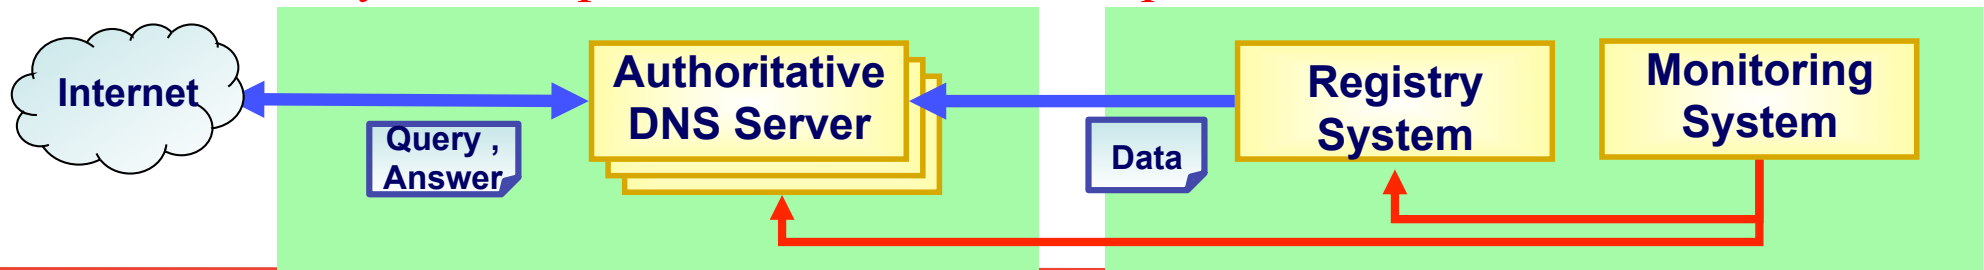 Internet
Query ,
Answer
Authoritative
DNS Server
Data
Registry
System
Monitoring
System